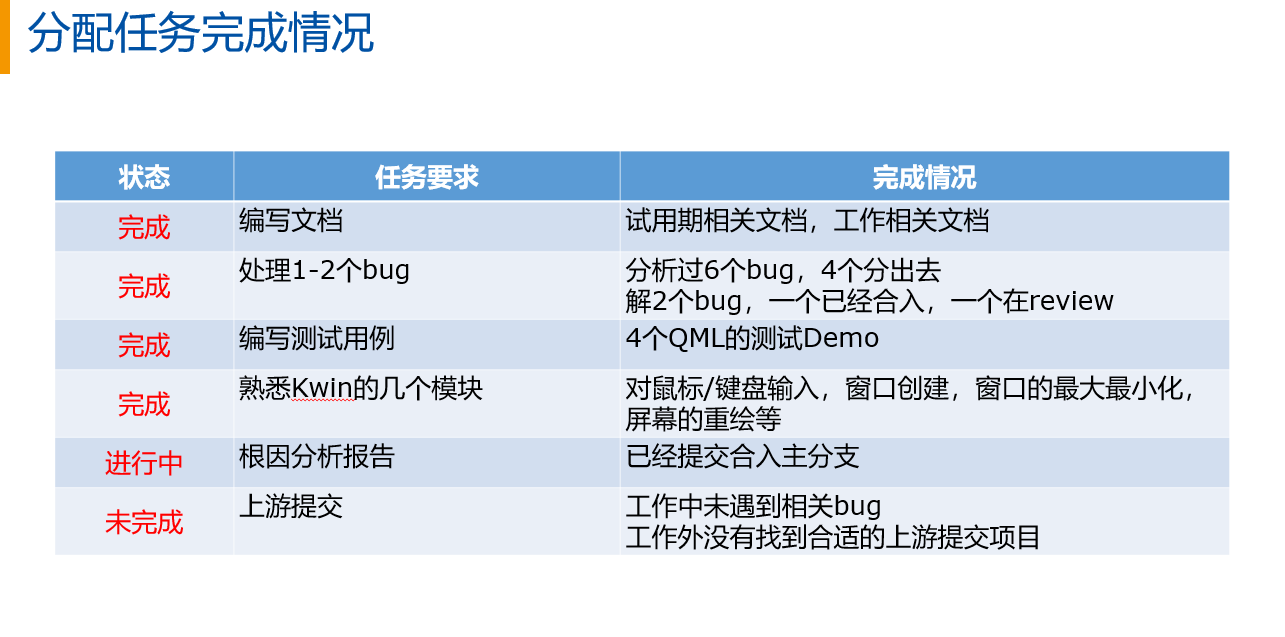 分配任务完成情况
状态 任务要求 完成情况
完成 编写文档 试用期相关文档，工作相关文档
完成 处理1-2个bug 分析过6个bug，4个分出去
解2个bug，一个已经合入，一个在review
完成 编写测试用例 4个QML的测试Demo
完成 熟悉Kwin的几个模块 对鼠标/键盘输入，窗口创建，窗口的最大最小化，
屏幕的重绘等
进行中 根因分析报告 已经提交合入主分支
未完成 上游提交 工作中未遇到相关bug
工作外没有找到合适的上游提交项目